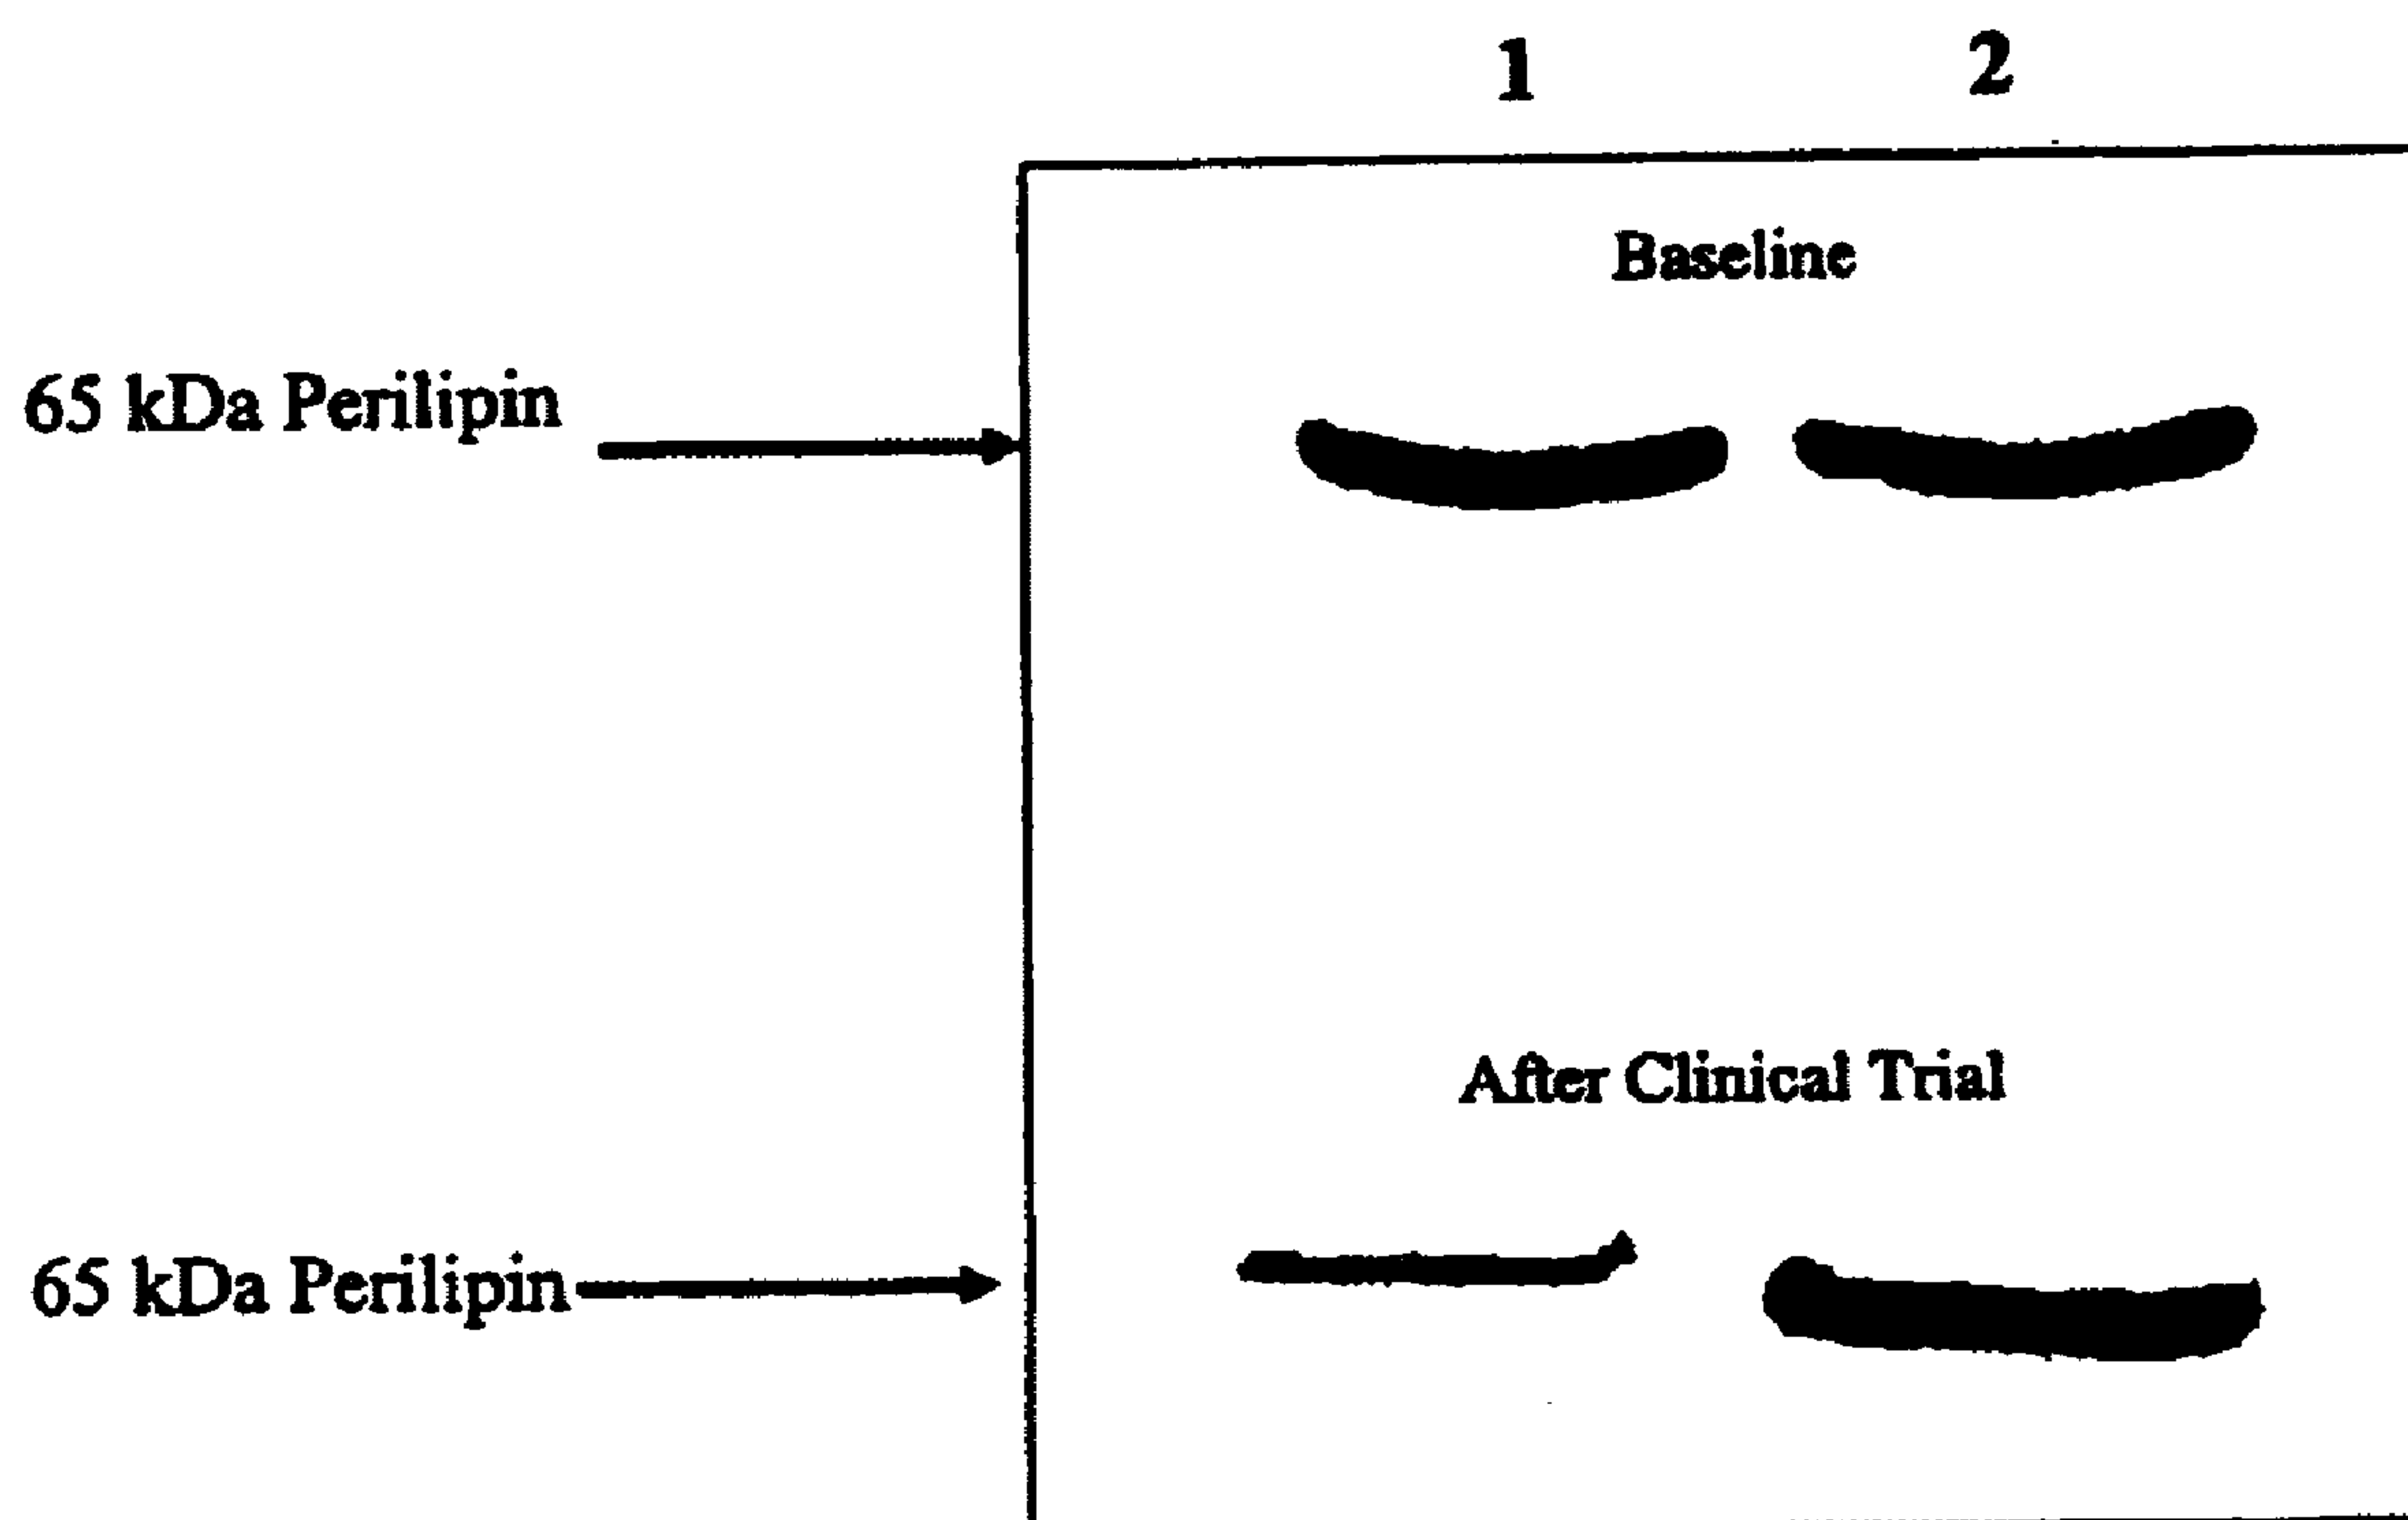 1 2
Baseline
65 kDa Perilipin
After Clinical Trial
65 kDa Perilipin